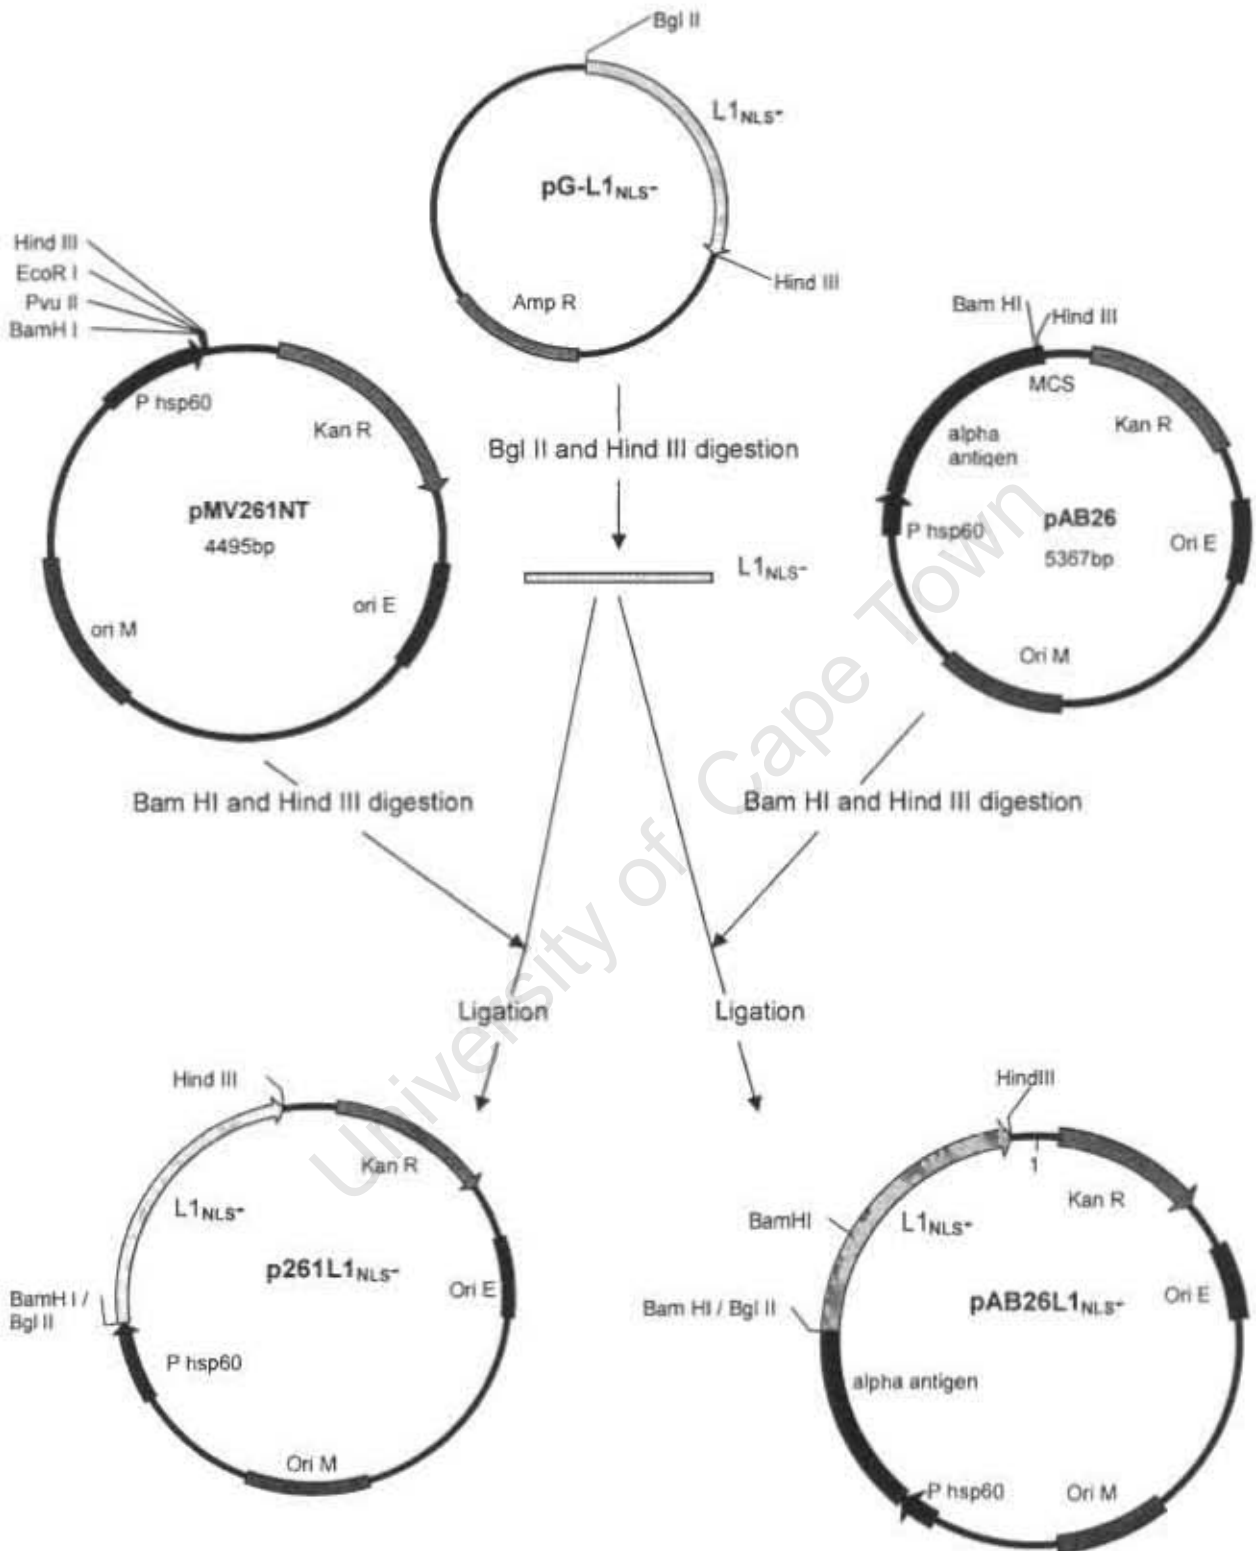 Bgl II
L1NLS-
pG-L1NLS-
Hind III
Amp R
Hind III
EcoR I
Pvu II
BamH I
P hsp60
Kan R
pMV261NT
4495bp
ori E
ori M
Bam HI
Hind III
MCS
alpha
antigen
Kan R
P hsp60
pAB26
5367bp
Ori E
Ori M
Bgl II and Hind III digestion
L1NLS-
Bam HI and Hind III digestion
Bam HI and Hind III digestion
Ligation
Ligation
Hind III
Kan R
L1NLS-
p261L1NLS-
Ori E
BamH I /
Bgl II
P hsp60
Ori M
HindIII
1
Kan R
BamHI
L1NLS-
Bam HI / Bgl II
pAB26L1NLS-
Ori E
alpha antigen
P hsp60
Ori M
University of Cape Town